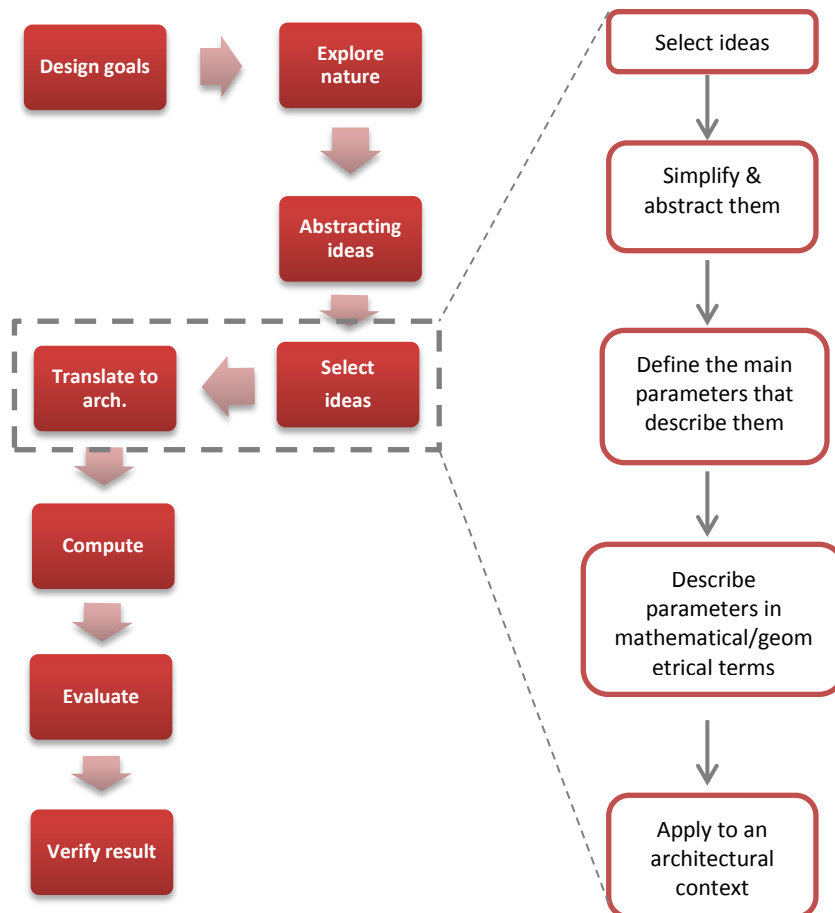 Design goals
Explore
nature
Abstracting
ideas
Select
ideas
Translate to
arch.
Compute
Evaluate
Verify result
Select ideas
Simplify &
abstract them
Define the main
parameters that
describe them
Describe
parameters in
mathematical/geom
etrical terms
Apply to an
architectural
context